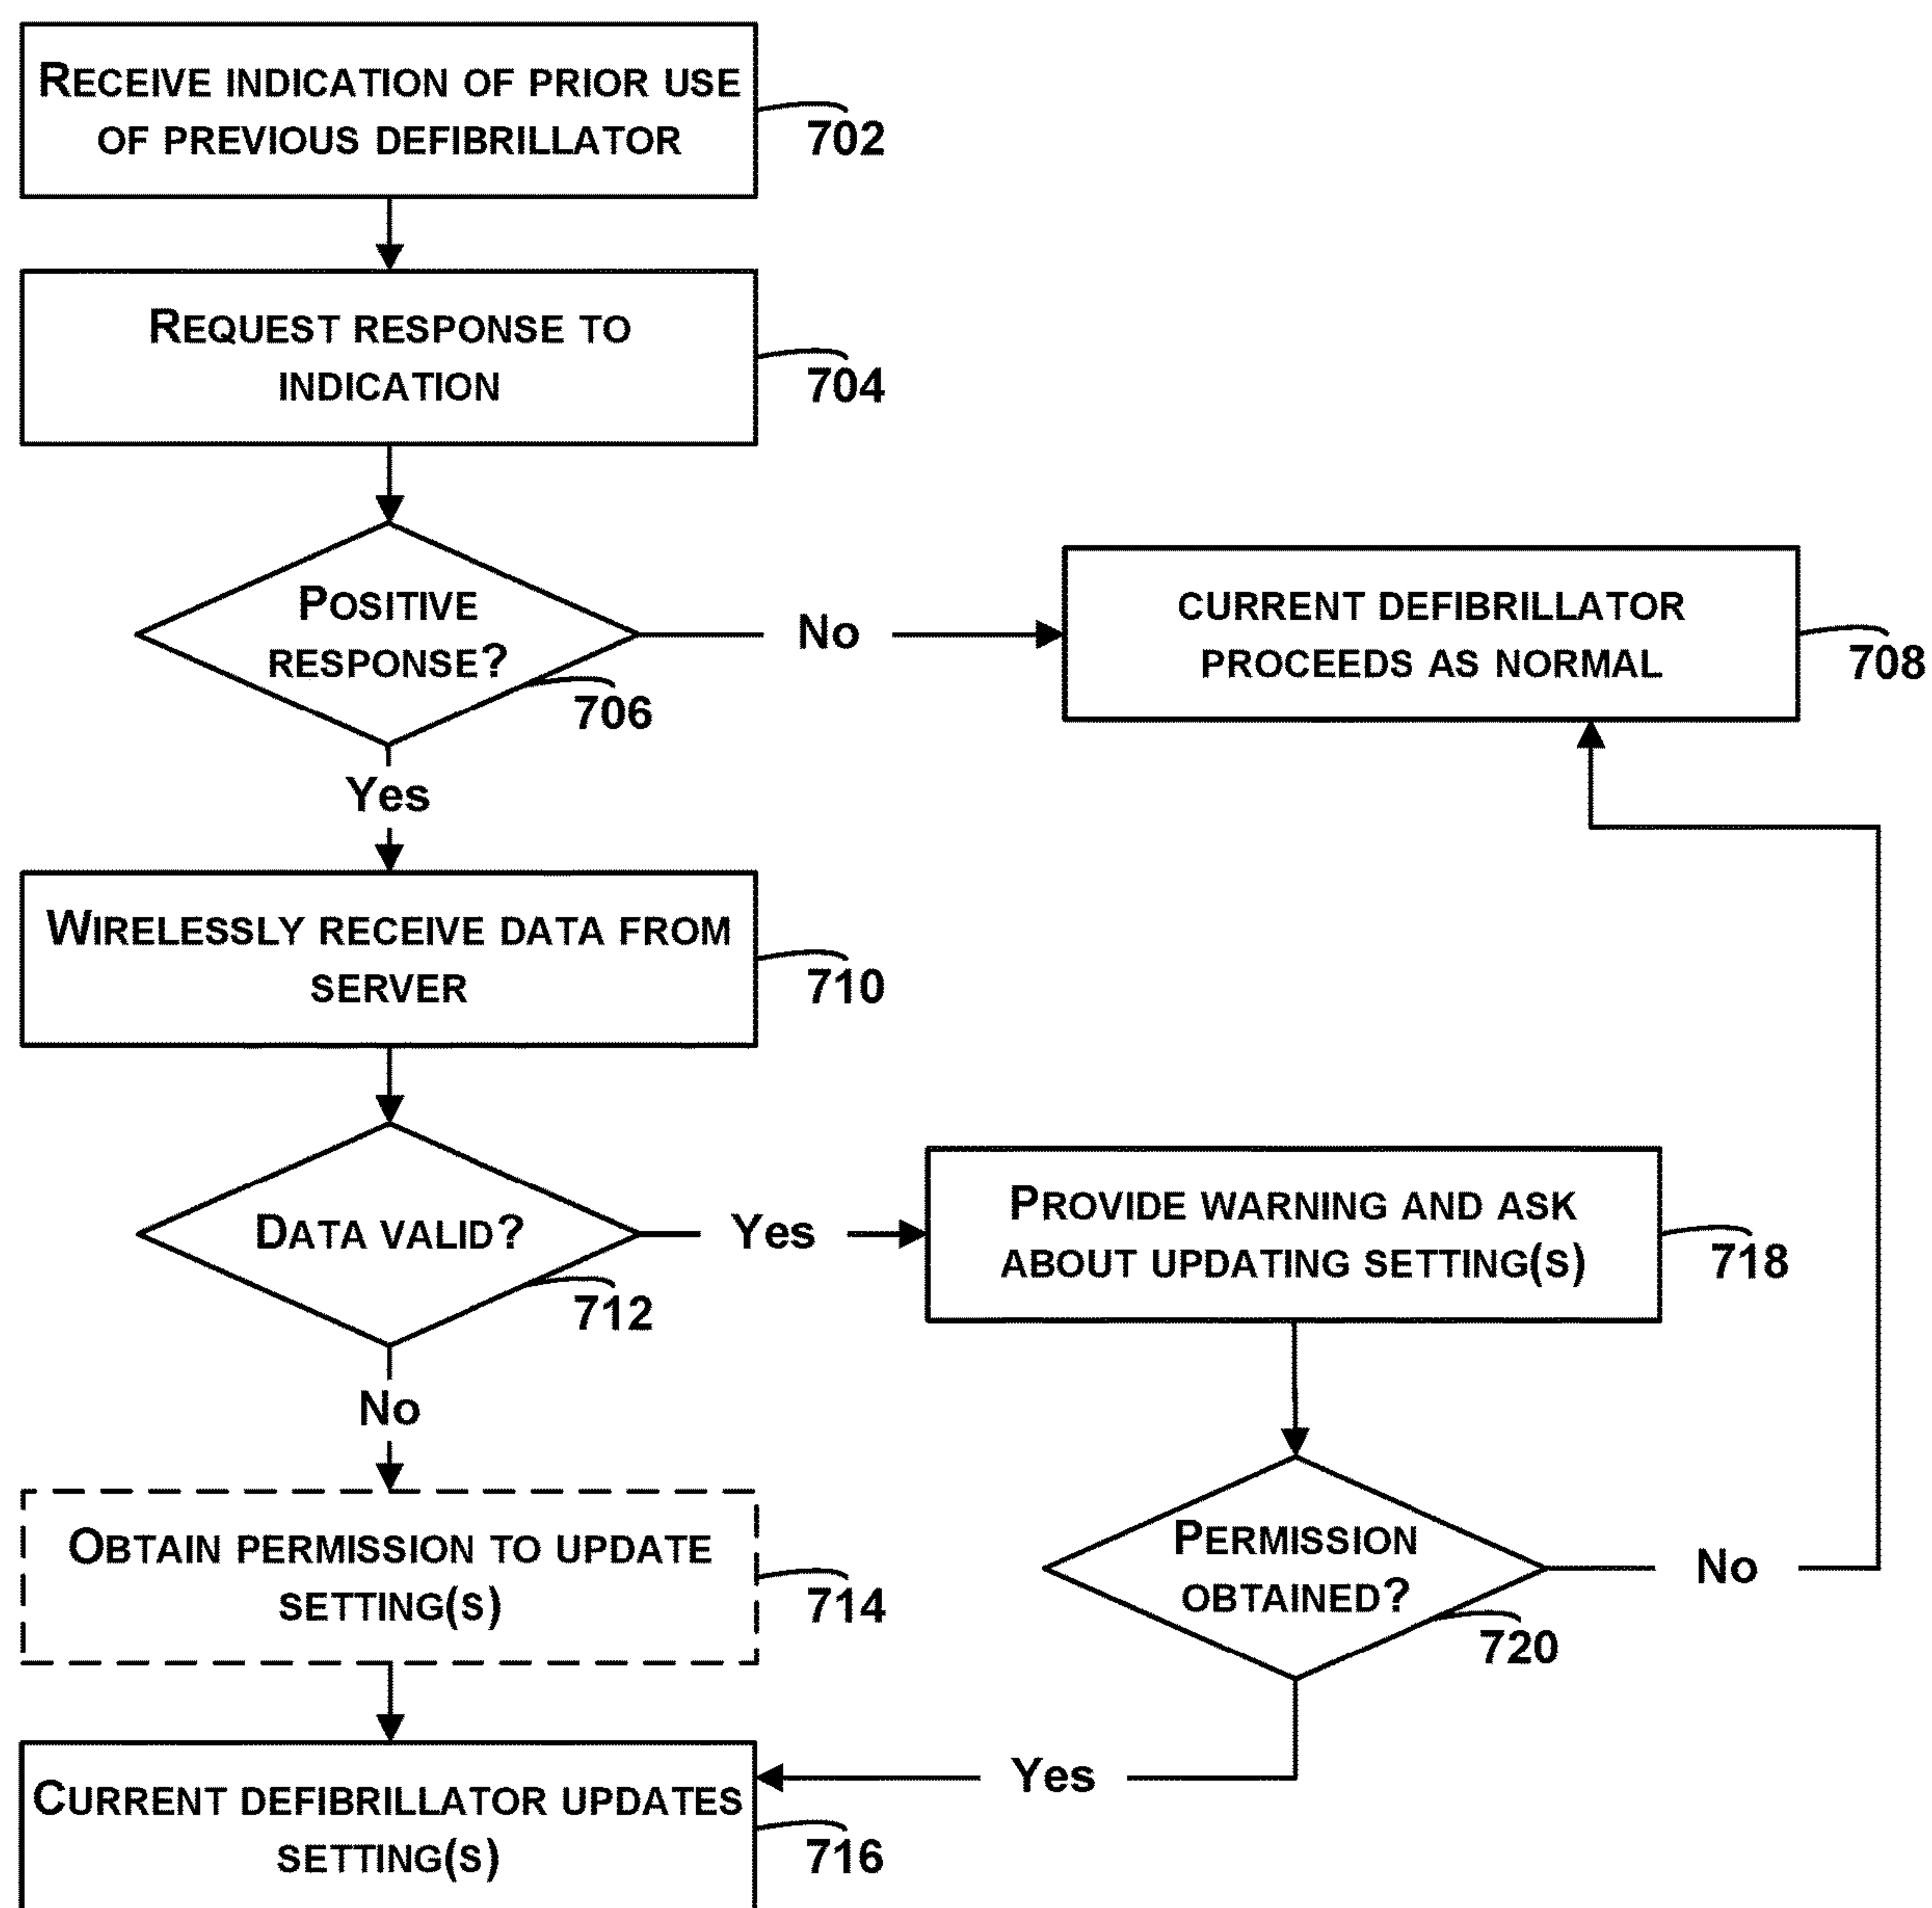 RECEIVE INDICATION OF PRIOR USE
OF PREVIOUS DEFIBRILLATOR
702
REQUEST RESPONSE TO
INDICATION
704
POSITIVE
RESPONSE?
706
No
CURRENT DEFIBRILLATOR
PROCEEDS AS NORMAL
708
Yes
WIRELESSLY RECEIVE DATA FROM
SERVER
710
DATA VALID?
712
Yes
PROVIDE WARNING AND ASK
ABOUT UPDATING SETTING(S)
718
No
OBTAIN PERMISSION TO UPDATE
SETTING(S)
714
PERMISSION
OBTAINED?
720
No
Yes
CURRENT DEFIBRILLATOR UPDATES
SETTING(S)
716